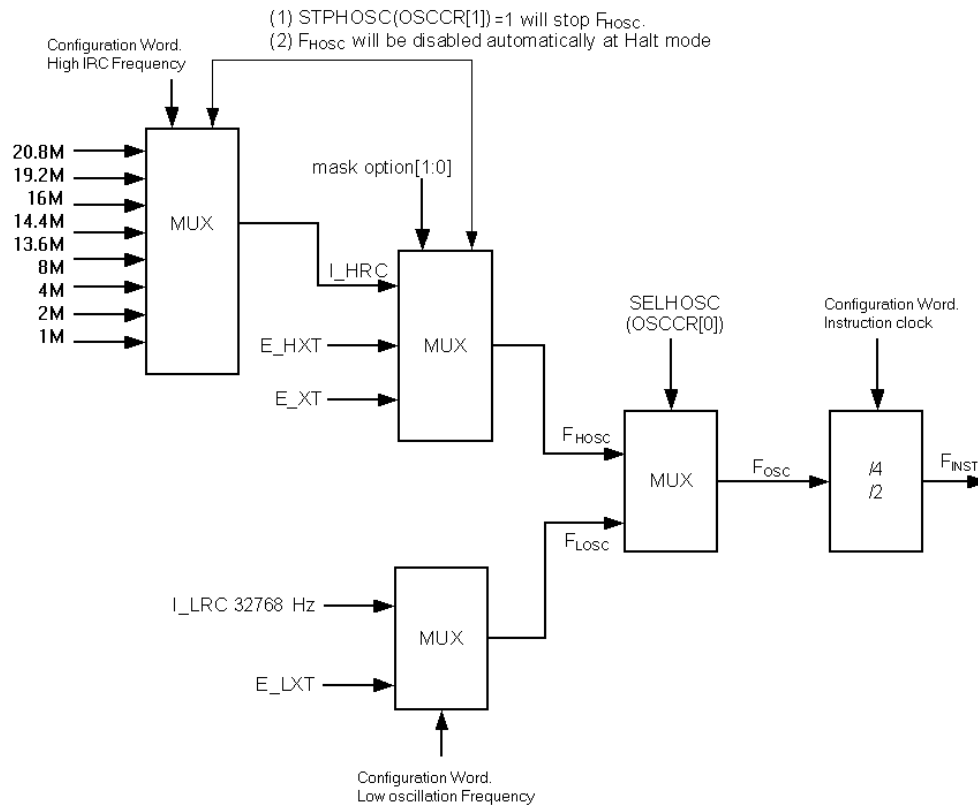 (1) STPHOSC(OSCCR[1])=1 will stop FHOSC.
(2) FHOSC will be disabled automatically at Halt mode
Configuration Word.
High IRC Frequency
20.8M
19.2M
16M
14.4M
13.6M
8M
4M
2M
1M
MUX
mask option[1:0]
I_HRC
E_HXT
E_XT
MUX
SELHOSC
(OSCCR[0])
Configuration Word.
Instruction clock
FHOSC
MUX
FOSC
/4
/2
FINST
FLOSC
I_LRC 32768 Hz
E_LXT
MUX
Configuration Word.
Low oscillation Frequency